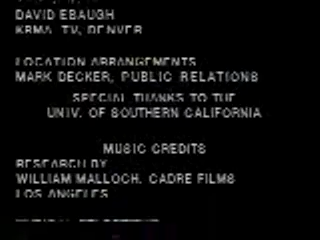 DAVID EBAUGH
KRMA TV, DENVER
LOCATION ARRANGEMENTS
MARK DECKER, PUBLIC RELATIONS
SPECIAL THANKS TO THE
UNIV. OF SOUTHERN CALIFORNIA
MUSIC CREDITS
RESEARCH BY
WILLIAM MALLOCH, CADRE FILMS
LOS ANGELES